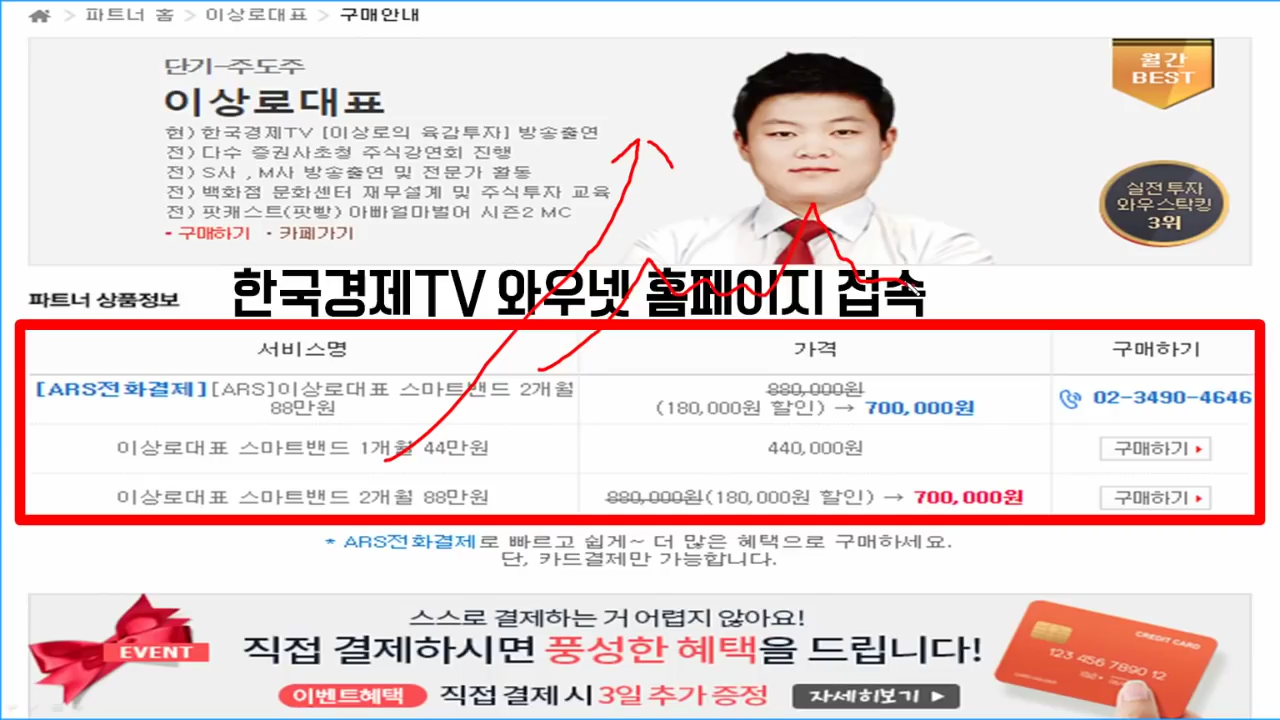 파트너 홈 > 이상로대표 > 구매안내
단기-주도주
이상로대표
현) 한국경제TV [이상로의 육감투자] 방송출연
전) 다수 증권사초청 주식강연회 진행
전) S사 , M사 방송출연 및 전문가 활동
전) 백화점 문화센터 재무설계 및 주식투자 교육
전) 팟캐스트(팟빵) 아빠얼마벌어 시즌2 MC
- 구매하기 · 카페가기
월간
BEST
실전 투자
와우 스탁킹
3위
한국경제TV 와우넷 홈페이지 접속
파트너 상품정보
서비스명 가격 구매하기
[ARS전화결제][ARS]이상로대표 스마트밴드 2개월
88만원
880,000원
(180,000원 할인) → 700,000원
02-3490-4646
이상로대표 스마트밴드 1개월 44만원 440,000원 구매하기
이상로대표 스마트밴드 2개월 88만원 880,000원(180,000원 할인) → 700,000원 구매하기
* ARS전화결제로 빠르고 쉽게~ 더 많은 혜택으로 구매하세요.
단, 카드결제만 가능합니다.
EVENT
스스로 결제하는 거 어렵지 않아요!
직접 결제하시면 풍성한 혜택을 드립니다!
이벤트혜택 직접 결제 시 3일 추가 증정 자세히보기 ▶
CREDIT CARD
123 456 7890 12